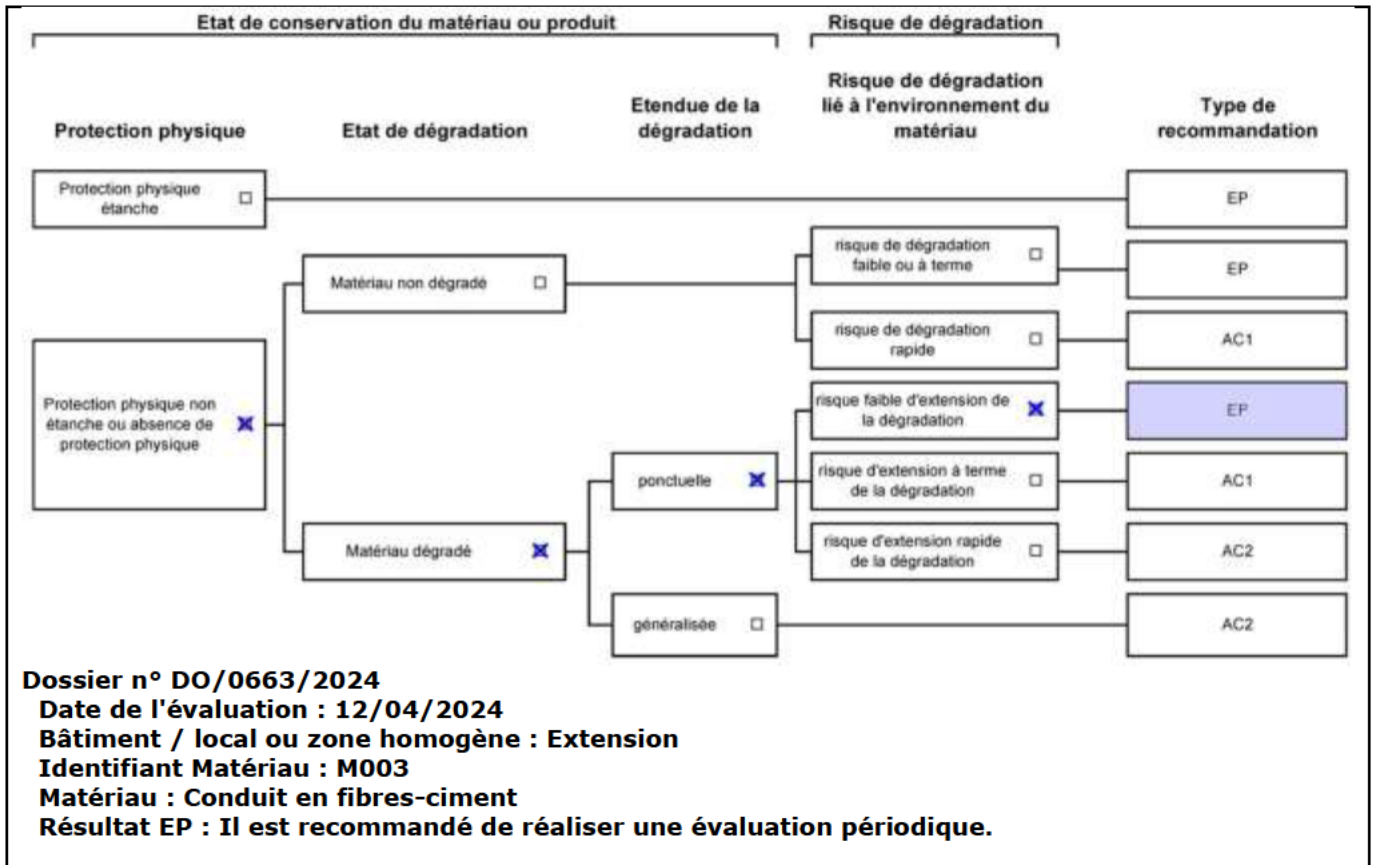 Etat de conservation du matériau ou produit
Risque de dégradation
Protection physique
Etat de dégradation
Etendue de la
dégradation
Risque de dégradation
lié à l'environnement du
matériau
Type de
recommandation
Protection physique
étanche
EP
Matériau non dégradé
risque de dégradation
faible ou à terme
EP
risque de dégradation
rapide
AC1
Protection physique non
étanche ou absence de
protection physique
risque faible d'extension de
la dégradation
EP
ponctuelle
risque d'extension à terme
de la dégradation
AC1
Matériau dégradé
risque d'extension rapide
de la dégradation
AC2
généralisée
AC2
Dossier n° DO/0663/2024
Date de l'évaluation : 12/04/2024
Bâtiment / local ou zone homogène : Extension
Identifiant Matériau : M003
Matériau : Conduit en fibres-ciment
Résultat EP : Il est recommandé de réaliser une évaluation périodique.